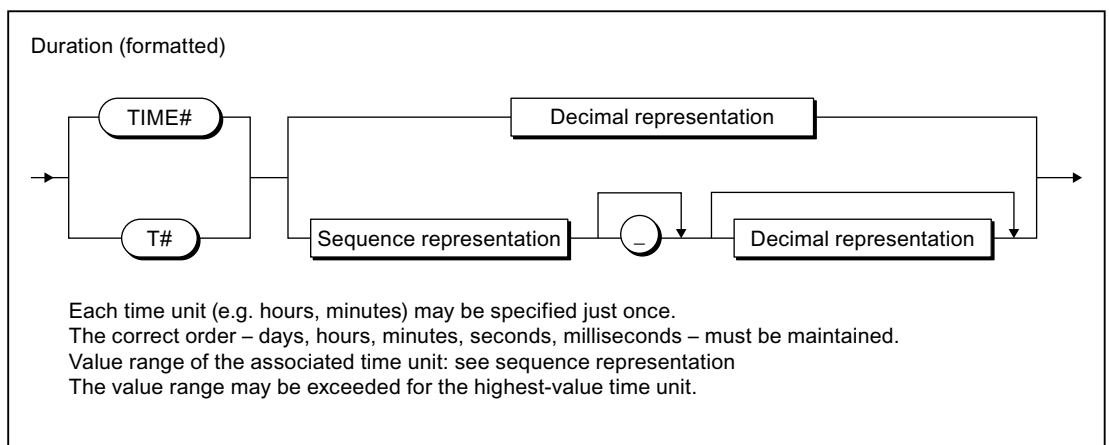 Duration (formatted)
TIME#
Decimal representation
T#
Sequence representation
_
Decimal representation
Each time unit (e.g. hours, minutes) may be specified just once.
The correct order – days, hours, minutes, seconds, milliseconds – must be maintained.
Value range of the associated time unit: see sequence representation
The value range may be exceeded for the highest-value time unit.